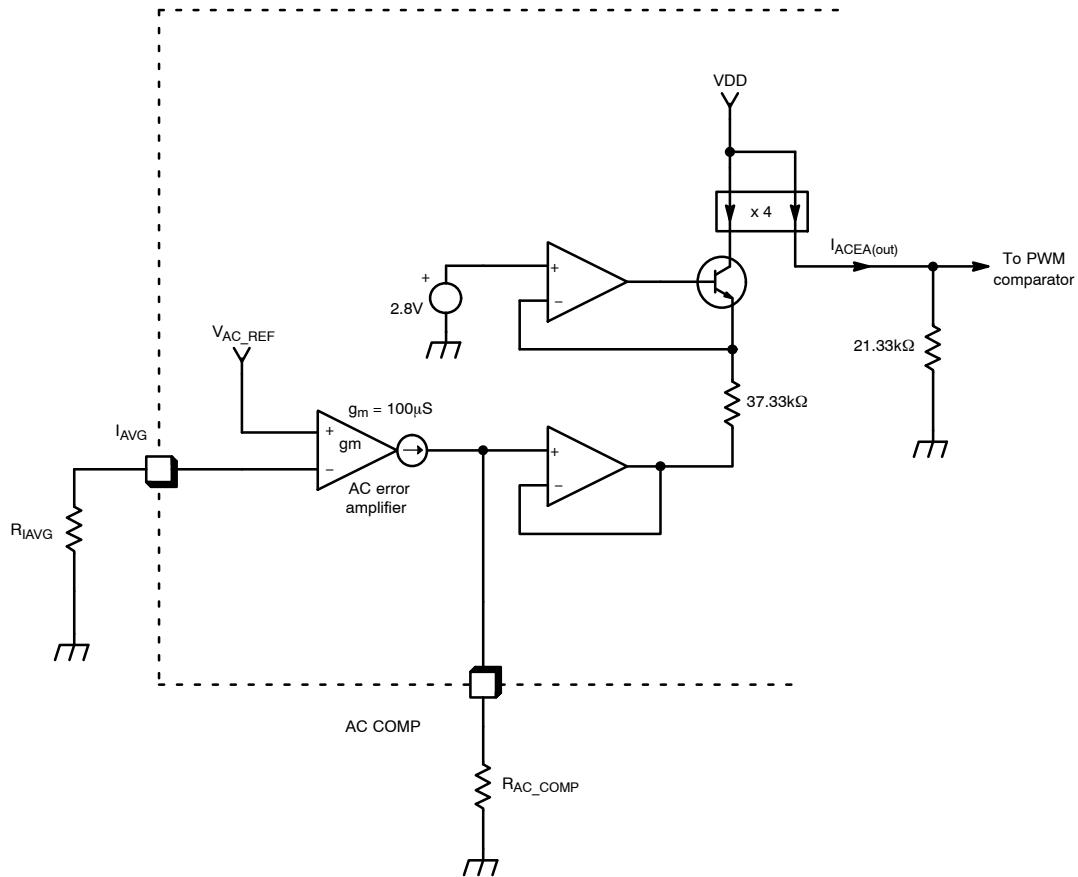 VDD
x 4
I_ACEA(out)
To PWM
comparator
+
+
−
2.8V
21.33kΩ
V_AC_REF
37.33kΩ
g_m = 100μS
I_AVG
+
gm
−
+
−
AC error
amplifier
R_IAVG
AC COMP
R_AC_COMP